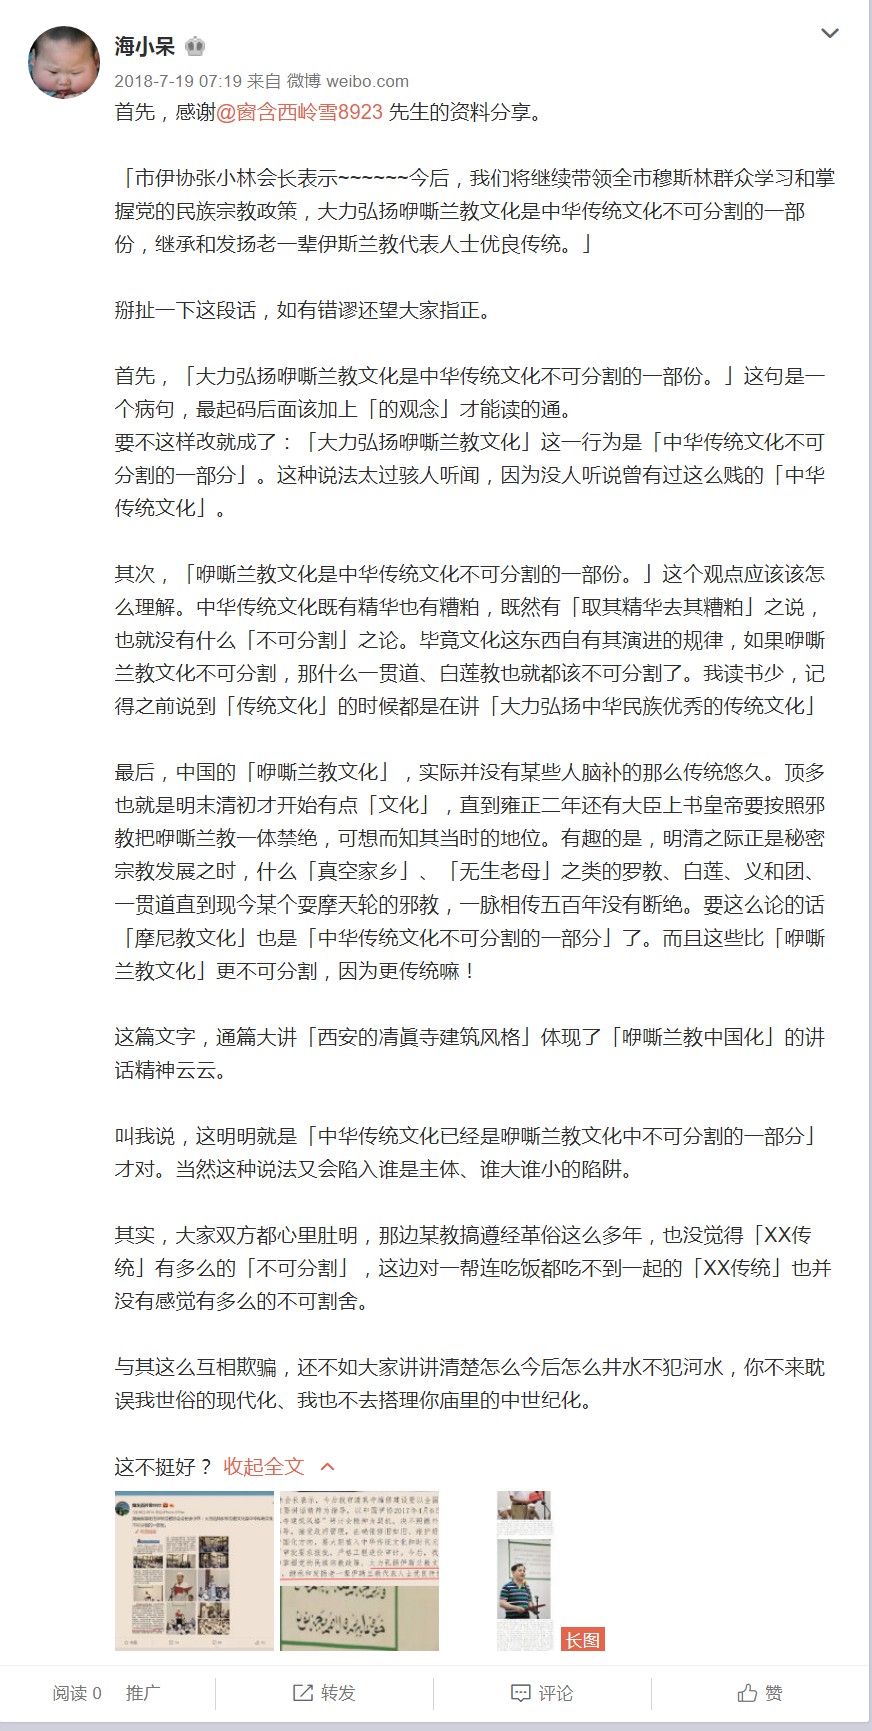 海小呆
2018-7-19 07:19 来自 微博 weibo.com
首先，感谢@窗含西岭雪8923 先生的资料分享。
「市伊协张小林会长表示~~~~~~今后，我们将继续带领全市穆斯林群众学习和掌
握党的民族宗教政策，大力弘扬咿嘶兰教文化是中华传统文化不可分割的一部
份，继承和发扬老一辈伊斯兰教代表人士优良传统。」
掰扯一下这段话，如有错谬还望大家指正。
首先，「大力弘扬咿嘶兰教文化是中华传统文化不可分割的一部份。」这句是一
个病句，最起码后面该加上「的观念」才能读的通。
要不这样改就成了：「大力弘扬咿嘶兰教文化」这一行为是「中华传统文化不可
分割的一部分」。这种说法太过骇人听闻，因为没人听说曾有过这么贱的「中华
传统文化」。
其次，「咿嘶兰教文化是中华传统文化不可分割的一部份。」这个观点应该该怎
么理解。中华传统文化既有精华也有糟粕，既然有「取其精华去其糟粕」之说，
也就没有什么「不可分割」之论。毕竟文化这东西自有其演进的规律，如果咿嘶
兰教文化不可分割，那什么一贯道、白莲教也就都该不可分割了。我读书少，记
得之前说到「传统文化」的时候都是在讲「大力弘扬中华民族优秀的传统文化」
最后，中国的「咿嘶兰教文化」，实际并没有某些人脑补的那么传统悠久。顶多
也就是明末清初才开始有点「文化」，直到雍正二年还有大臣上书皇帝要按照邪
教把咿嘶兰教一体禁绝，可想而知其当时的地位。有趣的是，明清之际正是秘密
宗教发展之时，什么「真空家乡」、「无生老母」之类的罗教、白莲、义和团、
一贯道直到现今某个耍摩天轮的邪教，一脉相传五百年没有断绝。要这么论的话
「摩尼教文化」也是「中华传统文化不可分割的一部分」了。而且这些比「咿嘶
兰教文化」更不可分割，因为更传统嘛！
这篇文字，通篇大讲「西安的凊眞寺建筑风格」体现了「咿嘶兰教中国化」的讲
话精神云云。
叫我说，这明明就是「中华传统文化已经是咿嘶兰教文化中不可分割的一部分」
才对。当然这种说法又会陷入谁是主体、谁大谁小的陷阱。
其实，大家双方都心里肚明，那边某教搞遵经革俗这么多年，也没觉得「XX传
统」有多么的「不可分割」，这边对一帮连吃饭都吃不到一起的「XX传统」也并
没有感觉有多么的不可割舍。
与其这么互相欺骗，还不如大家讲讲清楚怎么今后怎么井水不犯河水，你不来耽
误我世俗的现代化、我也不去搭理你庙里的中世纪化。
这不挺好？ 收起全文
长图
阅读 0 推广 转发 评论 赞